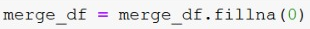 merge_df = merge_df.fillna(0)